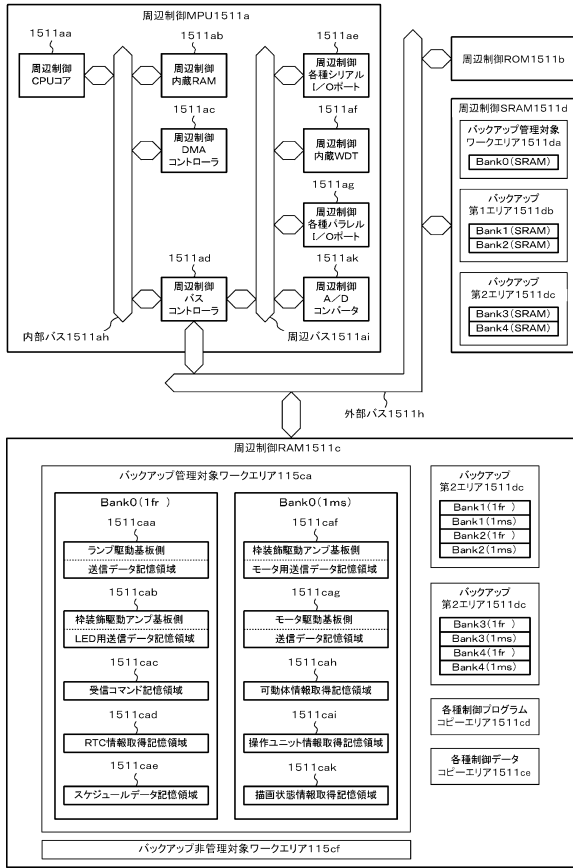 周辺制御MPU1511a
1511aa
周辺制御
CPUコア
1511ab
周辺制御
内蔵RAM
1511ac
周辺制御
DMA
コントローラ
1511ad
周辺制御
バス
コントローラ
1511ae
周辺制御
各種シリアル
I/Oポート
1511af
周辺制御
内蔵WDT
1511ag
周辺制御
各種パラレル
I/Oポート
1511ak
周辺制御
A/D
コンバータ
内部バス1511ah
周辺バス1511ai
周辺制御ROM1511b
周辺制御SRAM1511d
バックアップ管理対象
ワークエリア1511da
Bank0(SRAM)
バックアップ
第1エリア1511db
Bank1(SRAM)
Bank2(SRAM)
バックアップ
第2エリア1511dc
Bank3(SRAM)
Bank4(SRAM)
外部バス1511h
周辺制御RAM1511c
バックアップ管理対象ワークエリア115ca
Bank0(1fr )
1511caa
ランプ駆動基板側
送信データ記憶領域
1511cab
枠装飾駆動アンプ基板側
LED用送信データ記憶領域
1511cac
受信コマンド記憶領域
1511cad
RTC情報取得記憶領域
1511cae
スケジュールデータ記憶領域
Bank0(1ms)
1511caf
枠装飾駆動アンプ基板側
モータ用送信データ記憶領域
1511cag
モータ駆動基板側
送信データ記憶領域
1511cah
可動体情報取得記憶領域
1511cai
操作ユニット情報取得記憶領域
1511cak
描画状態情報取得記憶領域
バックアップ非管理対象ワークエリア115cf
バックアップ
第2エリア1511dc
Bank1(1fr )
Bank1(1ms)
Bank2(1fr )
Bank2(1ms)
バックアップ
第2エリア1511dc
Bank3(1fr )
Bank3(1ms)
Bank4(1fr )
Bank4(1ms)
各種制御プログラム
コピーエリア1511cd
各種制御データ
コピーエリア1511ce